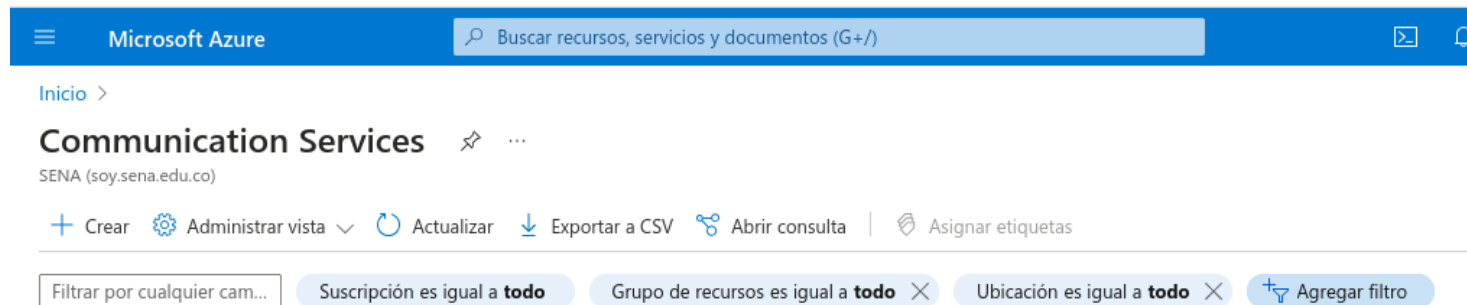 Microsoft Azure Buscar recursos, servicios y documentos (G+/)
Inicio >
Communication Services ...
SENA (soy.sena.edu.co)
+ Crear Administrar vista Actualizar Exportar a CSV Abrir consulta Asignar etiquetas
Filtrar por cualquier cam... Suscripción es igual a todo Grupo de recursos es igual a todo Ubicación es igual a todo Agregar filtro